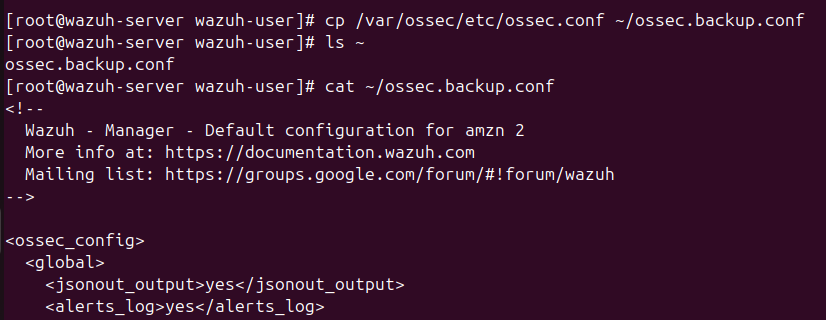 [root@wazuh-server wazuh-user]# cp /var/ossec/etc/ossec.conf ~/ossec.backup.conf
[root@wazuh-server wazuh-user]# ls ~
ossec.backup.conf
[root@wazuh-server wazuh-user]# cat ~/ossec.backup.conf
<!--
  Wazuh - Manager - Default configuration for amzn 2
  More info at: https://documentation.wazuh.com
  Mailing list: https://groups.google.com/forum/#!forum/wazuh
-->

<ossec_config>
  <global>
    <jsonout_output>yes</jsonout_output>
    <alerts_log>yes</alerts_log>